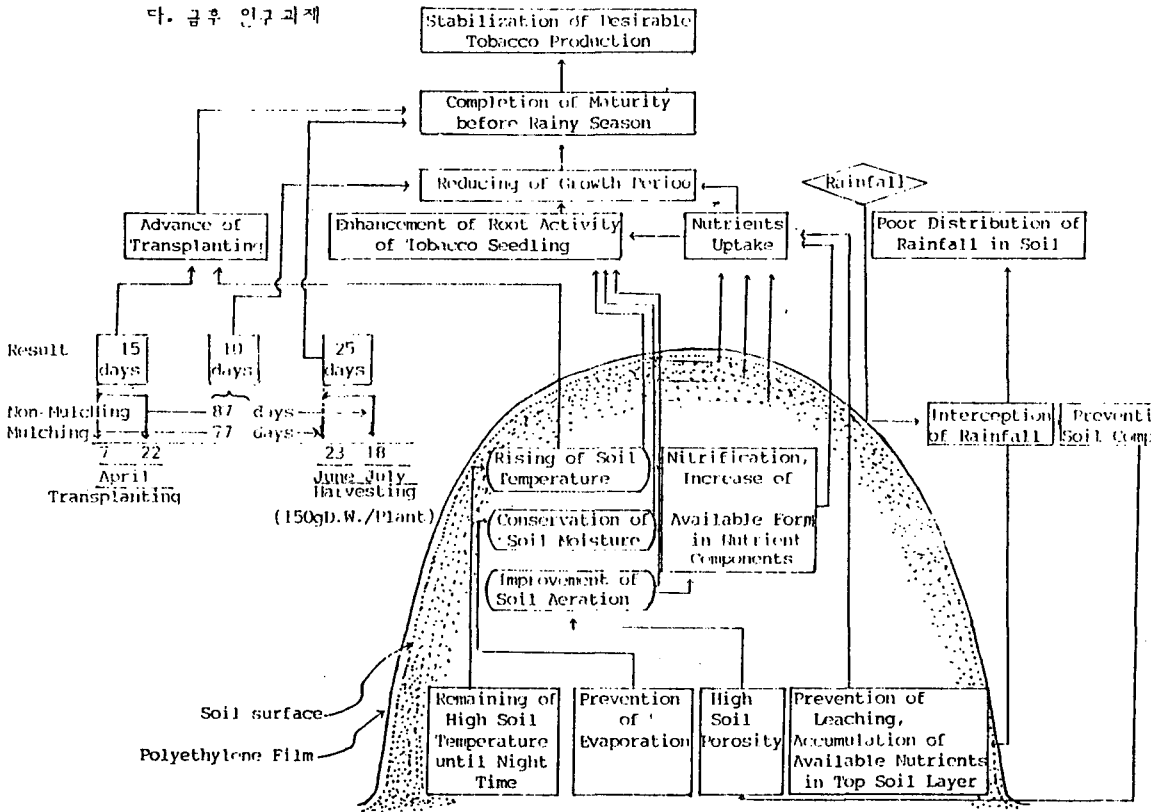 다. 금후 연구과제
Stabilization of Desirable
Tobacco Production
Completion of Maturity
before Rainy Season
Reducing of Growth Period
Rainfall
Advance of
Transplanting
Enhancement of Root Activity
of Tobacco Seedling
Nutrients
Uptake
Poor Distribution of
Rainfall in Soil
Result
15
days
10
days
25
days
Non-Mulching 87 days
Mulching 77 days
7 22
April
Transplanting
23 18
June July
Harvesting
(150gD.W./Plant)
Interception
of Rainfall
Preventi
Soil Comp
Rising of Soil
Temperature
Nitrification,
Increase of
Available Form
in Nutrient
Components
Conservation of
Soil Moisture
Improvement of
Soil Aeration
Soil surface
Polyethylene Film
Remaining of
High Soil
Temperature
until Night
Time
Prevention
of
Evaporation
High
Soil
Porosity
Prevention of
Leaching,
Accumulation of
Available Nutrients
in Top Soil Layer